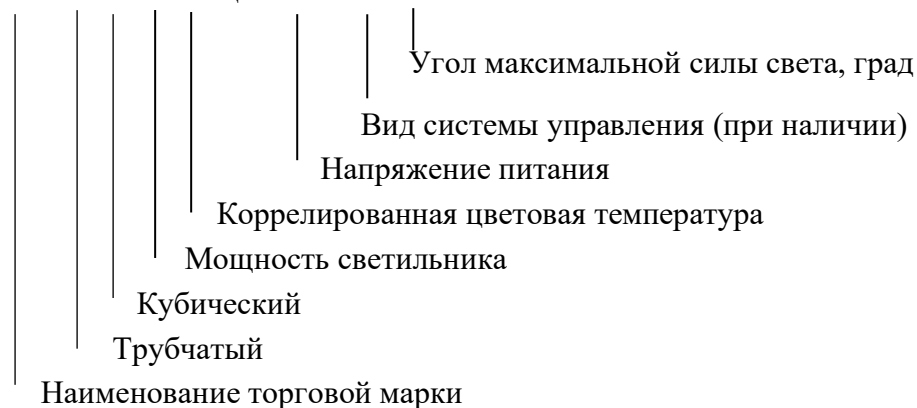 Угол максимальной силы света, град
Вид системы управления (при наличии)
Напряжение питания
Коррелированная цветовая температура
Мощность светильника
Кубический
Трубчатый
Наименование торговой марки